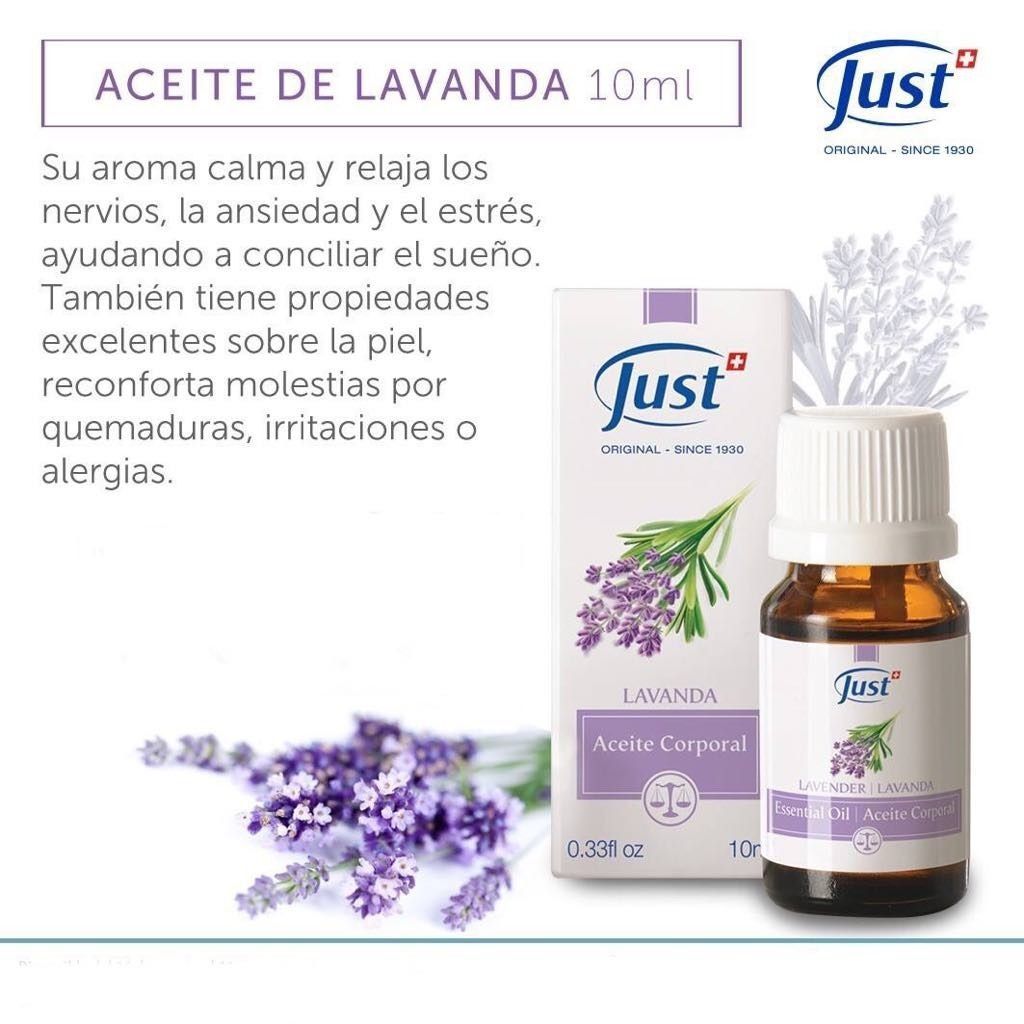 ACEITE DE LAVANDA 10ml
Just
ORIGINAL - SINCE 1930
Su aroma calma y relaja los
nervios, la ansiedad y el estrés,
ayudando a conciliar el sueño.
También tiene propiedades
excelentes sobre la piel,
reconforta molestias por
quemaduras, irritaciones o
alergias.
Just
ORIGINAL - SINCE 1930
LAVANDA
Aceite Corporal
0.33fl oz
Just
LAVENDER | LAVANDA
Essential Oil | Aceite Corporal